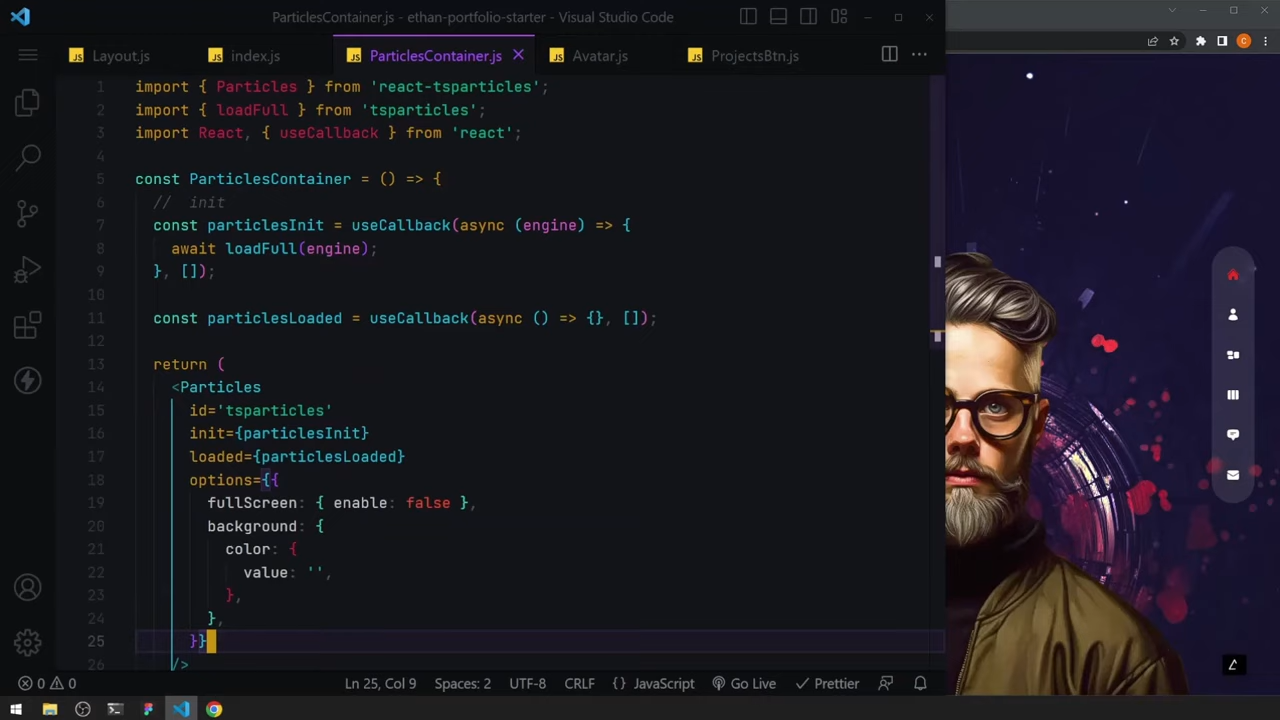 ParticlesContainer.js - ethan-portfolio-starter - Visual Studio Code
JS Layout.js JS index.js JS ParticlesContainer.js JS Avatar.js JS ProjectsBtn.js
1 import { Particles } from 'react-tsparticles';
2 import { loadFull } from 'tsparticles';
3 import React, { useCallback } from 'react';
4
5 const ParticlesContainer = () => {
6 // init
7 const particlesInit = useCallback(async (engine) => {
8 await loadFull(engine);
9 }, []);
10
11 const particlesLoaded = useCallback(async () => {}, []);
12
13 return (
14 <Particles
15 id='tsparticles'
16 init={particlesInit}
17 loaded={particlesLoaded}
18 options={{
19 fullScreen: { enable: false },
20 background: {
21 color: {
22 value: '',
23 },
24 },
25 }}
26 />
0 0 Ln 25, Col 9 Spaces: 2 UTF-8 CRLF {} JavaScript Go Live Prettier